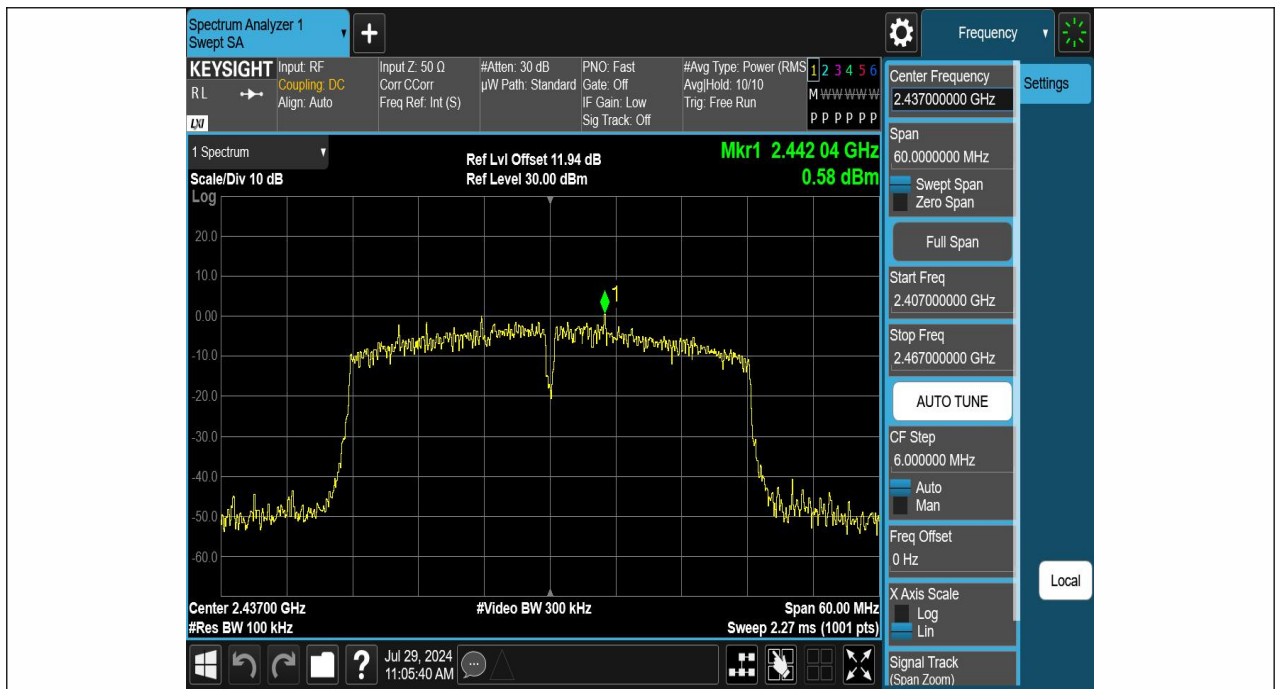 Spectrum Analyzer 1
Swept SA
Frequency
KEYSIGHT
RL
LXI
Input: RF
Coupling: DC
Align: Auto
Input Z: 50 Ω
Corr CCorr
Freq Ref: Int (S)
#Atten: 30 dB
µW Path: Standard
PNO: Fast
Gate: Off
IF Gain: Low
Sig Track: Off
#Avg Type: Power (RMS
Avg|Hold: 10/10
Trig: Free Run
1 2 3 4 5 6
M W W W W W
P P P P P P
1 Spectrum
Scale/Div 10 dB
Log
Ref Lvl Offset 11.94 dB
Ref Level 30.00 dBm
Mkr1 2.442 04 GHz
0.58 dBm
20.0
10.0
0.00
-10.0
-20.0
-30.0
-40.0
-50.0
-60.0
1
Center 2.43700 GHz
#Res BW 100 kHz
#Video BW 300 kHz
Span 60.00 MHz
Sweep 2.27 ms (1001 pts)
Center Frequency
2.437000000 GHz
Settings
Span
60.0000000 MHz
Swept Span
Zero Span
Full Span
Start Freq
2.407000000 GHz
Stop Freq
2.467000000 GHz
AUTO TUNE
CF Step
6.000000 MHz
Auto
Man
Freq Offset
0 Hz
X Axis Scale
Log
Lin
Signal Track
(Span Zoom)
Local
?
Jul 29, 2024
11:05:40 AM